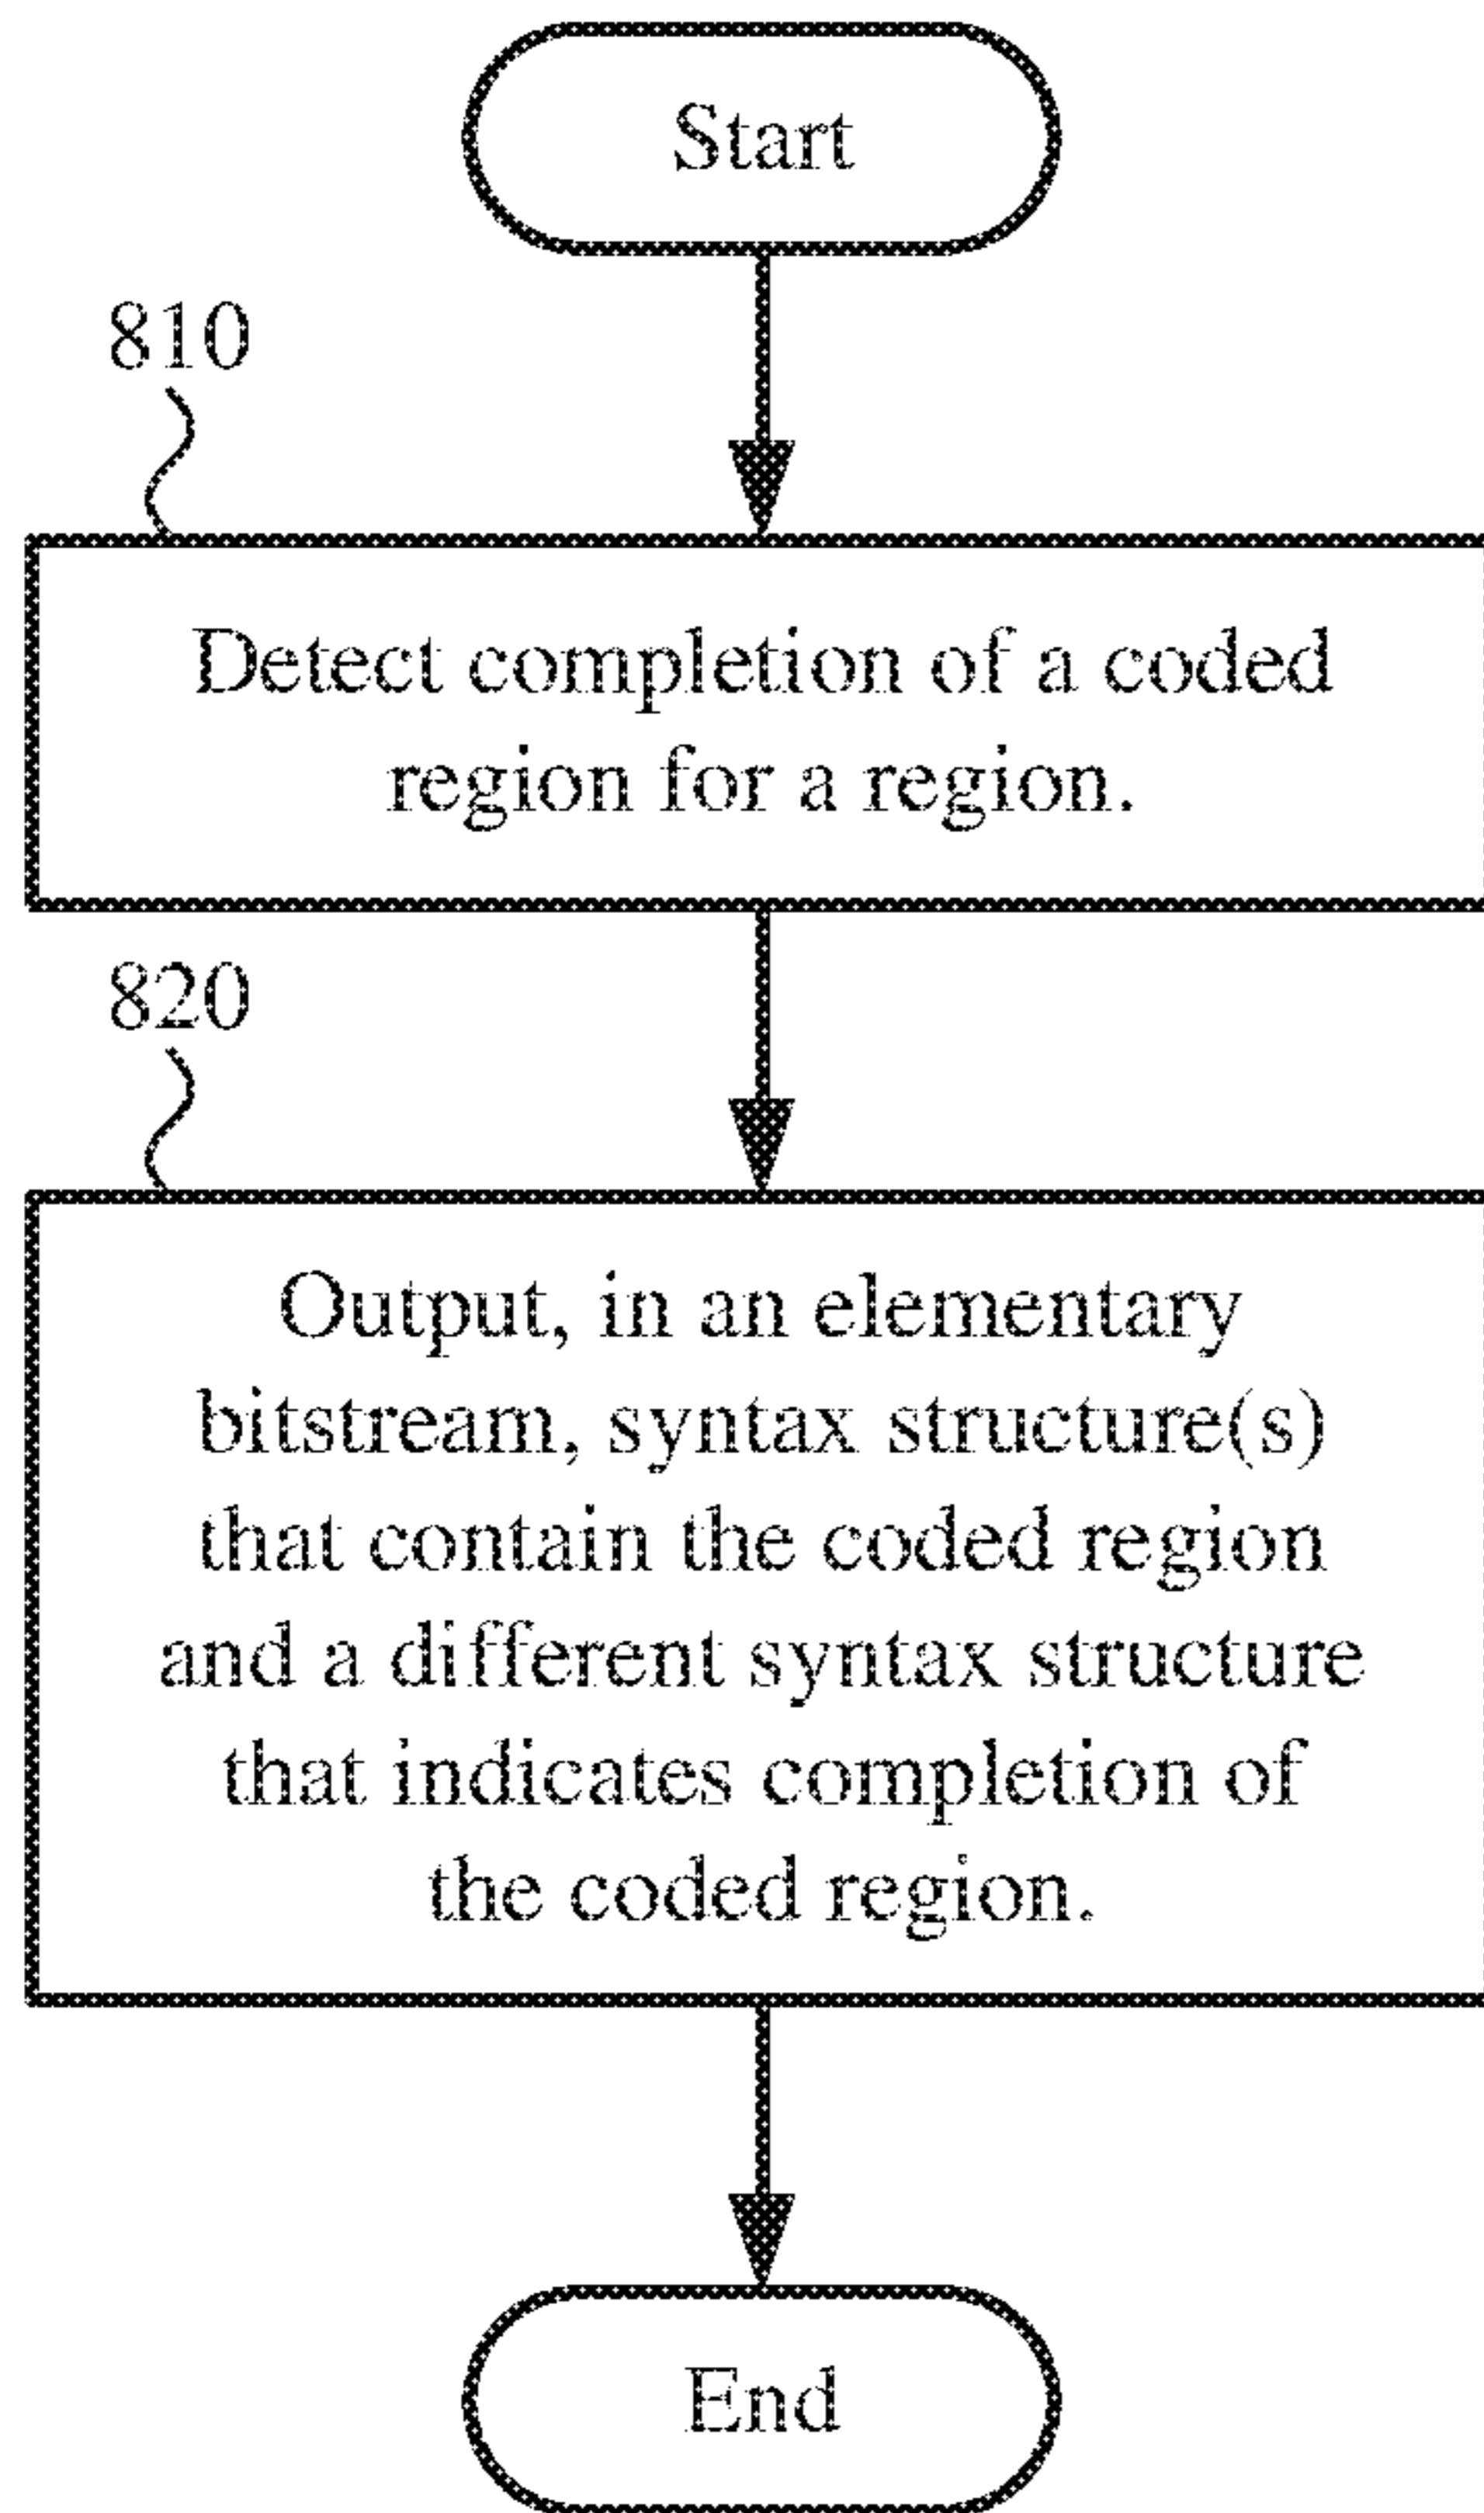 Start
810
Detect completion of a coded
region for a region.
820
Output, in an elementary
bitstream, syntax structure(s)
that contain the coded region
and a different syntax structure
that indicates completion of
the coded region.
End